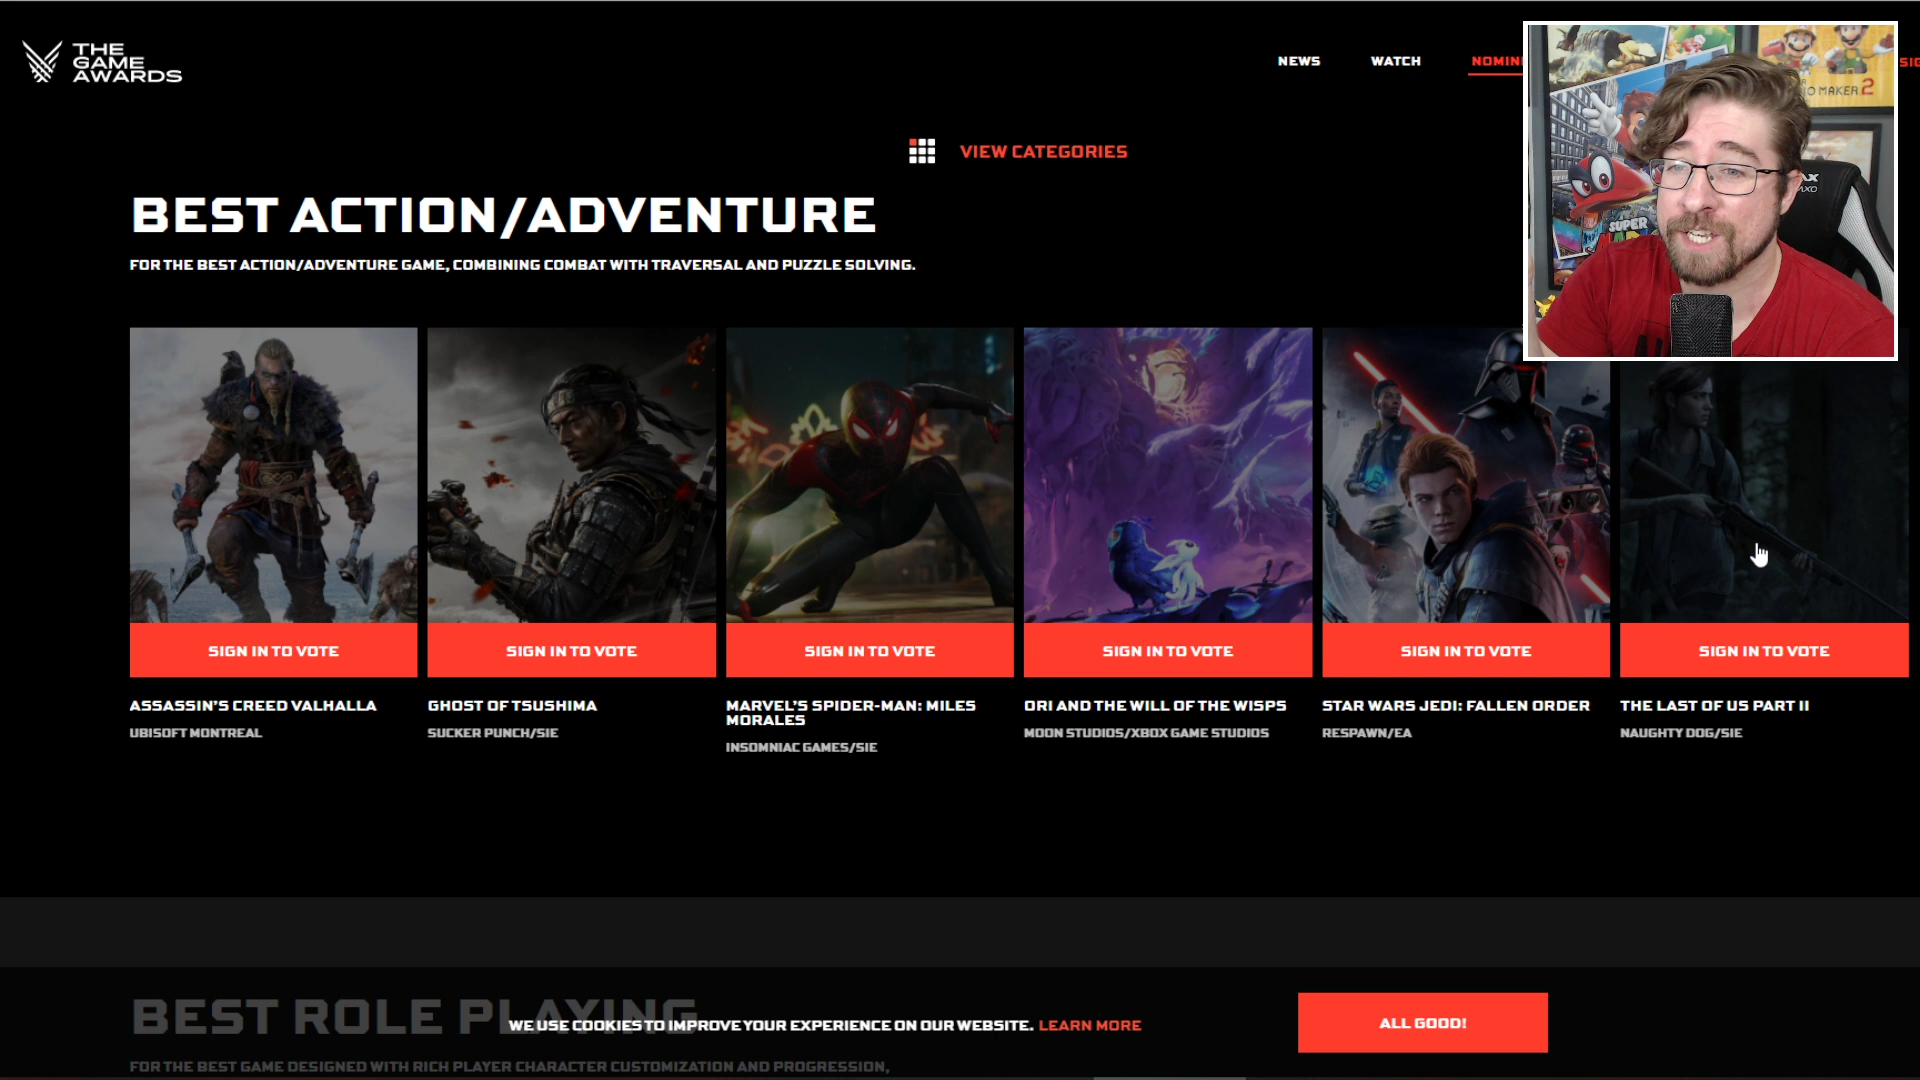 THE
GAME
AWARDS
NEWS
WATCH
VIEW CATEGORIES
BEST ACTION/ADVENTURE
FOR THE BEST ACTION/ADVENTURE GAME, COMBINING COMBAT WITH TRAVERSAL AND PUZZLE SOLVING.
MAKER 2
SUPER
SIGN IN TO VOTE
SIGN IN TO VOTE
SIGN IN TO VOTE
SIGN IN TO VOTE
SIGN IN TO VOTE
SIGN IN TO VOTE
ASSASSIN'S CREED VALHALLA
UBISOFT MONTREAL
GHOST OF TSUSHIMA
SUCKER PUNCH/SIE
MARVEL'S SPIDER-MAN: MILES
MORALES
INSOMNIAC GAMES/SIE
ORI AND THE WILL OF THE WISPS
MOON STUDIOS/XBOX GAME STUDIOS
STAR WARS JEDI: FALLEN ORDER
RESPAWN/EA
THE LAST OF US PART II
NAUGHTY DOG/SIE
BEST ROLE PLAYING
WE USE COOKIES TO IMPROVE YOUR EXPERIENCE ON OUR WEBSITE. LEARN MORE
ALL GOOD!
FOR THE BEST GAME DESIGNED WITH RICH PLAYER CHARACTER CUSTOMIZATION AND PROGRESSION,